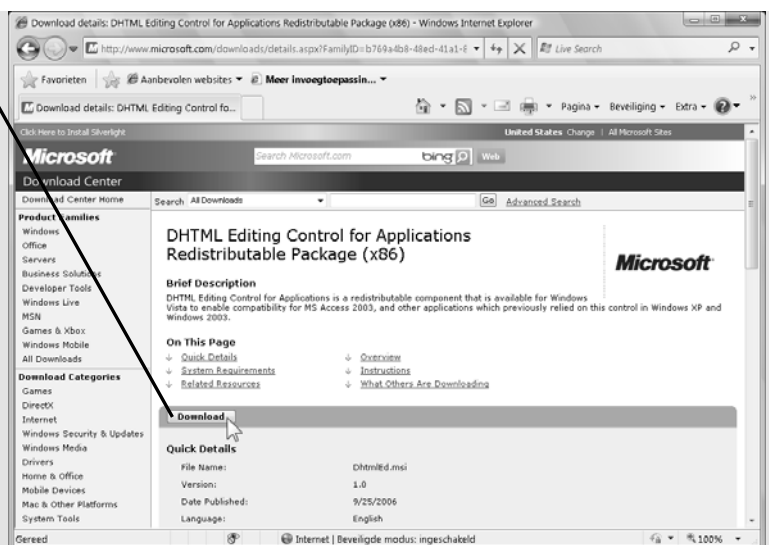 Download details: DHTML Editing Control for Applications Redistributable Package (x86) - Windows Internet Explorer
http://www.microsoft.com/downloads/details.aspx?FamilyID=b769a4b8-48ed-41a1-8
Live Search
Favorieten
Aanbevolen websites
Meer invoegtoepassin...
Download details: DHTML Editing Control fo...
Pagina
Beveiliging
Extra
Click Here to Install Silverlight
United States Change | All Microsoft Sites
Microsoft
Search Microsoft.com
bing
Web
Download Center
Download Center Home
Search All Downloads
Go
Advanced Search
Product Families
Windows
Office
Servers
Business Solutions
Developer Tools
Windows Live
MSN
Games & Xbox
Windows Mobile
All Downloads
Download Categories
Games
DirectX
Internet
Windows Security & Updates
Windows Media
Drivers
Home & Office
Mobile Devices
Mac & Other Platforms
System Tools
DHTML Editing Control for Applications
Redistributable Package (x86)
Microsoft
Brief Description
DHTML Editing Control for Applications is a redistributable component that is available for Windows
Vista to enable compatibility for MS Access 2003, and other applications which previously relied on this control in Windows XP and
Windows 2003.
On This Page
Quick Details
Overview
System Requirements
Instructions
Related Resources
What Others Are Downloading
Download
Quick Details
File Name: DhtmlEd.msi
Version: 1.0
Date Published: 9/25/2006
Language: English
Gereed
Internet | Beveiligde modus: ingeschakeld
100%